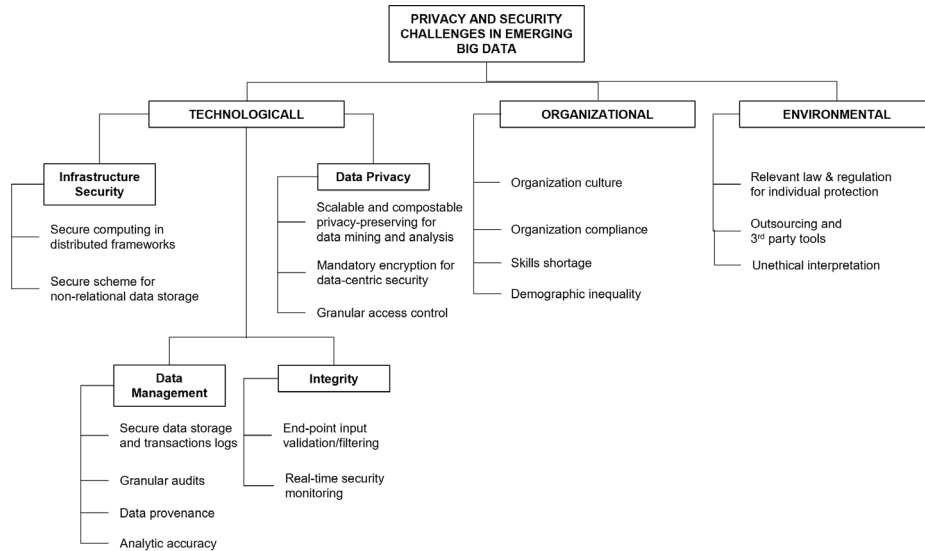 PRIVACY AND SECURITY
CHALLENGES IN EMERGING
BIG DATA
TECHNOLOGICALL
ORGANIZATIONAL
ENVIRONMENTAL
Infrastructure
Security
Secure computing in
distributed frameworks
Secure scheme for
non-relational data storage
Data Privacy
Scalable and compostable
privacy-preserving for
data mining and analysis
Mandatory encryption for
data-centric security
Granular access control
Organization culture
Organization compliance
Skills shortage
Demographic inequality
Relevant law & regulation
for individual protection
Outsourcing and
3rd party tools
Unethical interpretation
Data
Management
Secure data storage
and transactions logs
Granular audits
Data provenance
Analytic accuracy
Integrity
End-point input
validation/filtering
Real-time security
monitoring